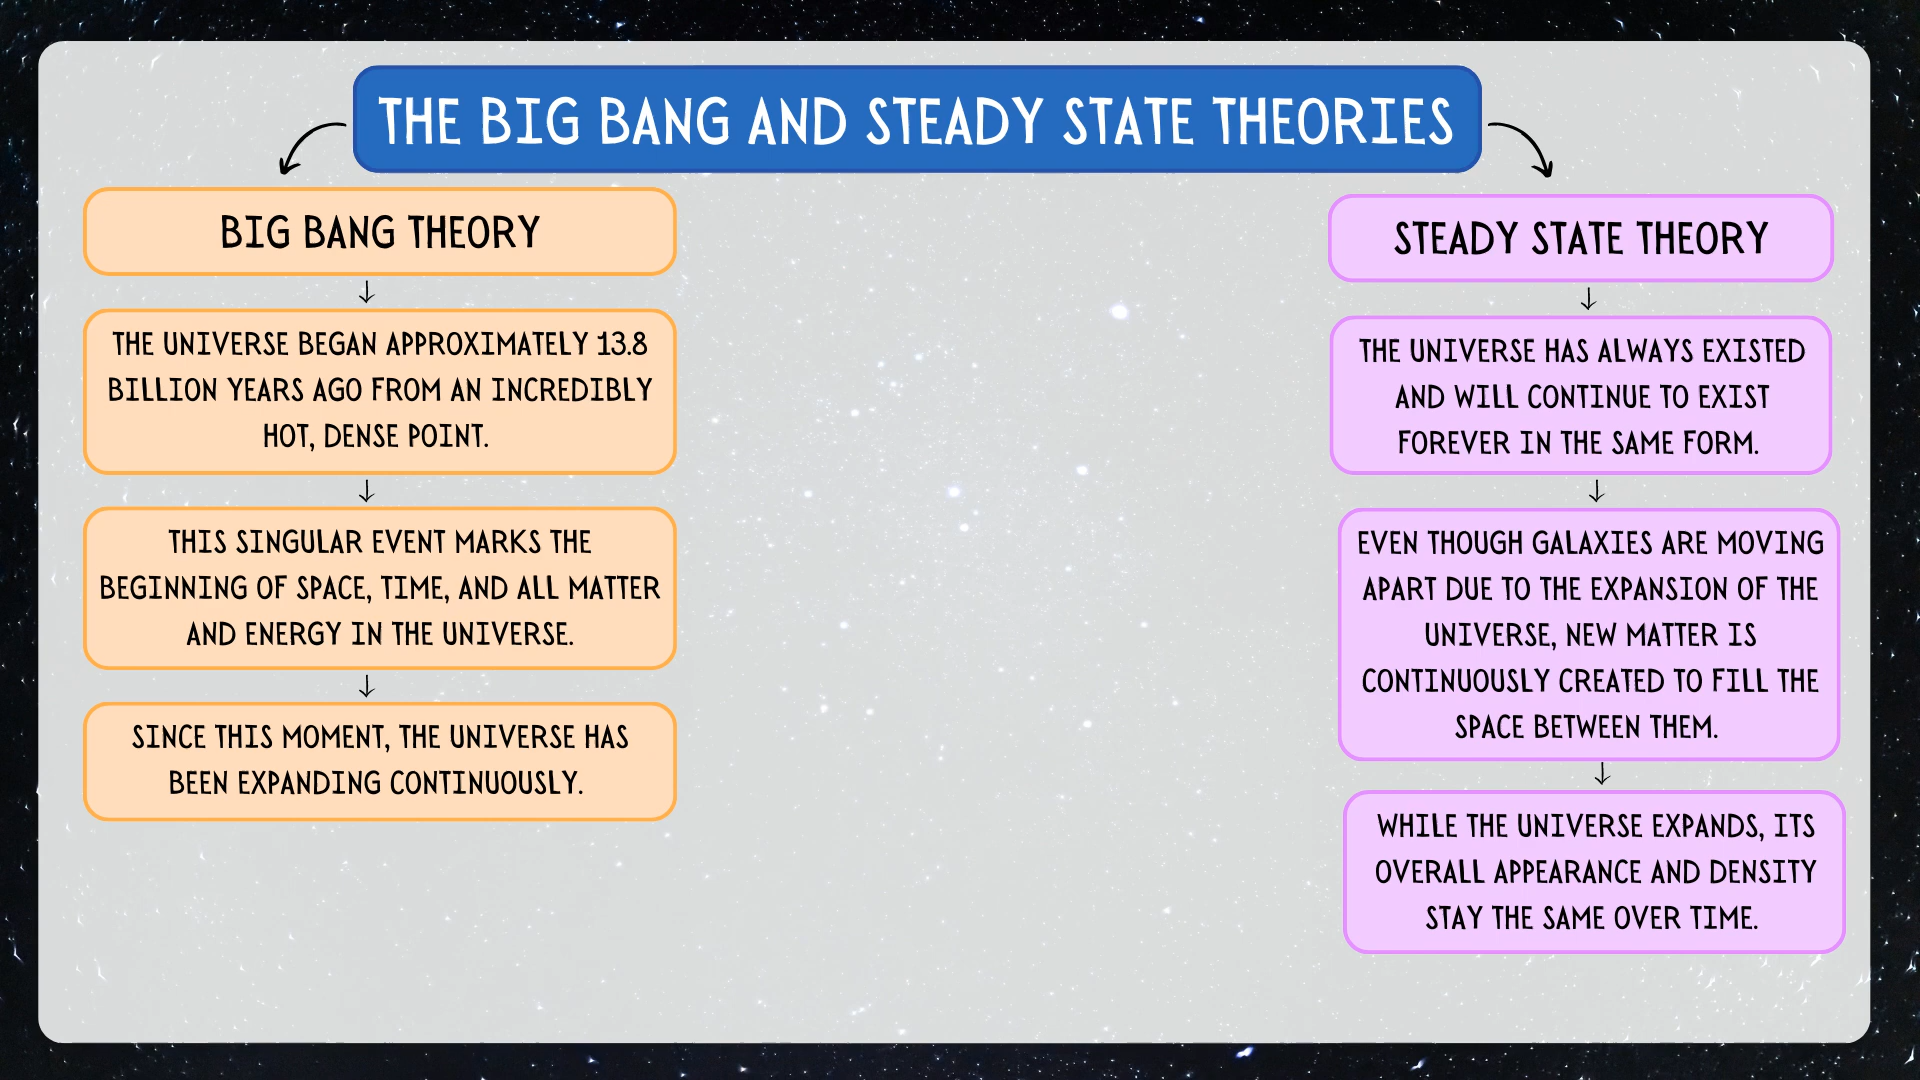 THE BIG BANG AND STEADY STATE THEORIES
BIG BANG THEORY
THE UNIVERSE BEGAN APPROXIMATELY 13.8
BILLION YEARS AGO FROM AN INCREDIBLY
HOT, DENSE POINT.
THIS SINGULAR EVENT MARKS THE
BEGINNING OF SPACE, TIME, AND ALL MATTER
AND ENERGY IN THE UNIVERSE.
SINCE THIS MOMENT, THE UNIVERSE HAS
BEEN EXPANDING CONTINUOUSLY.
STEADY STATE THEORY
THE UNIVERSE HAS ALWAYS EXISTED
AND WILL CONTINUE TO EXIST
FOREVER IN THE SAME FORM.
EVEN THOUGH GALAXIES ARE MOVING
APART DUE TO THE EXPANSION OF THE
UNIVERSE, NEW MATTER IS
CONTINUOUSLY CREATED TO FILL THE
SPACE BETWEEN THEM.
WHILE THE UNIVERSE EXPANDS, ITS
OVERALL APPEARANCE AND DENSITY
STAY THE SAME OVER TIME.